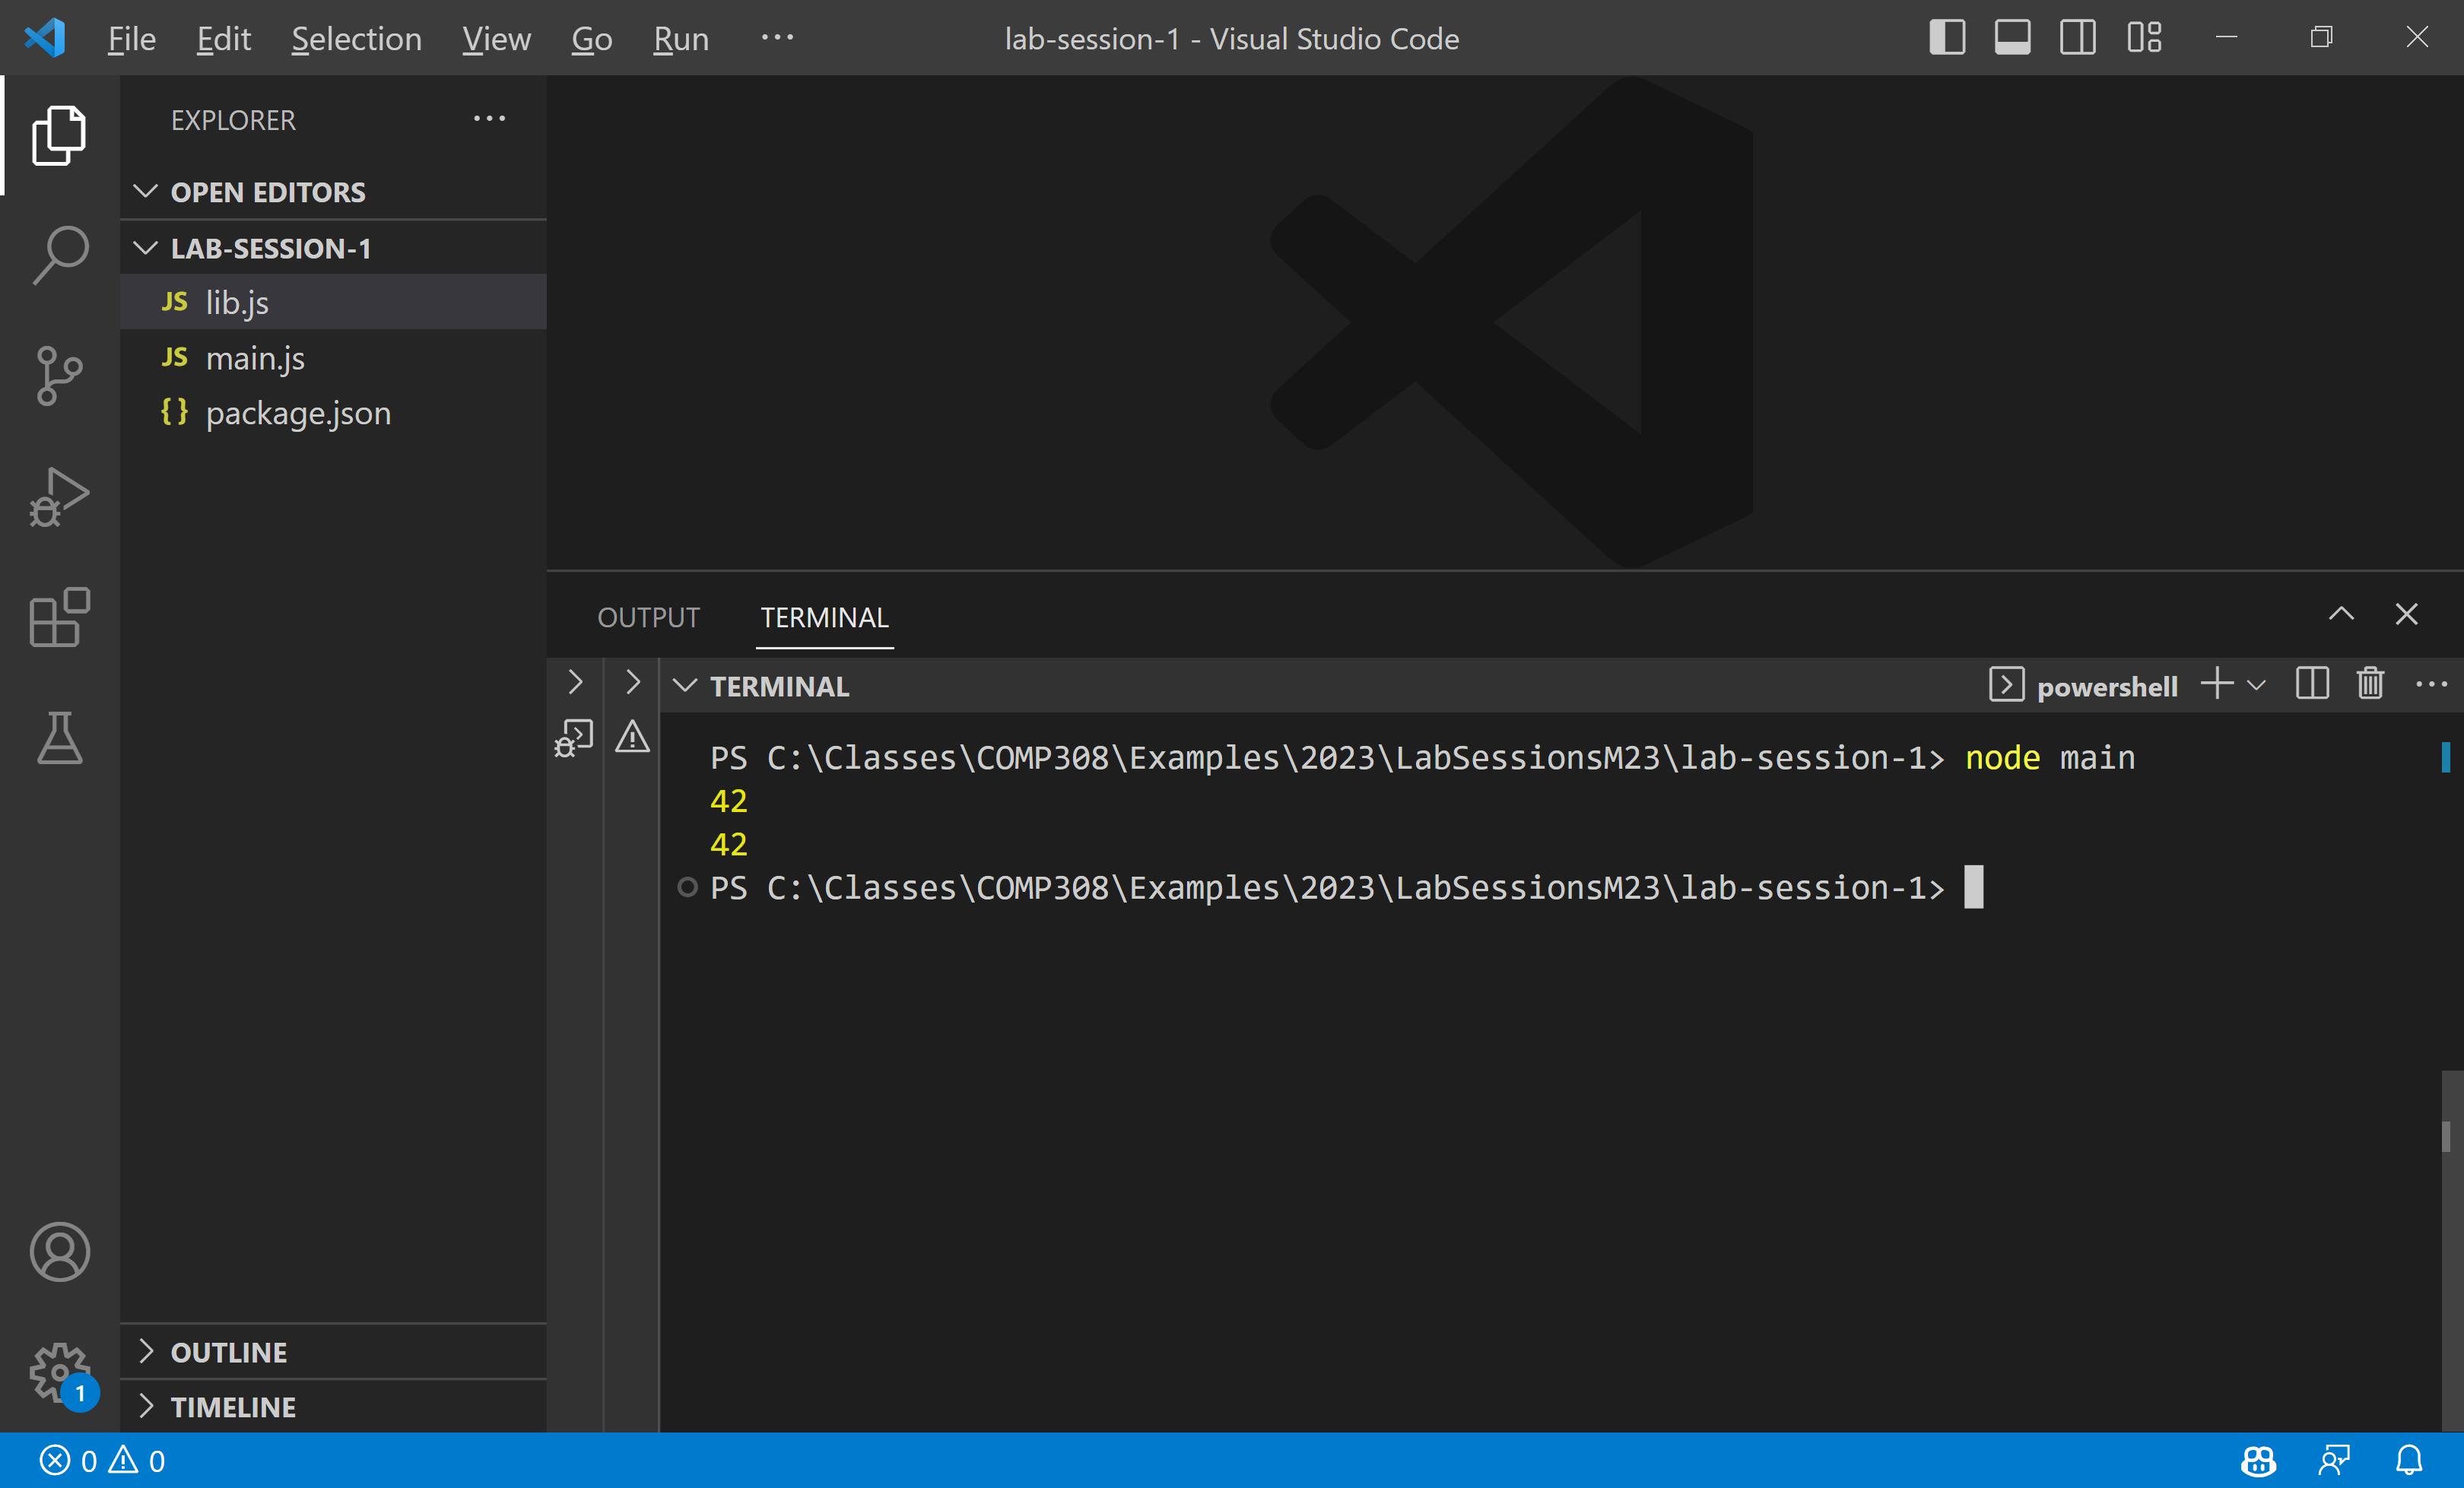 File Edit Selection View Go Run ··· lab-session-1 - Visual Studio Code
EXPLORER ···
OPEN EDITORS
LAB-SESSION-1
JS lib.js
JS main.js
{} package.json
OUTLINE
TIMELINE
OUTPUT TERMINAL
TERMINAL powershell ···
PS C:\Classes\COMP308\Examples\2023\LabSessionsM23\lab-session-1> node main
42
42
PS C:\Classes\COMP308\Examples\2023\LabSessionsM23\lab-session-1>
1
0 0